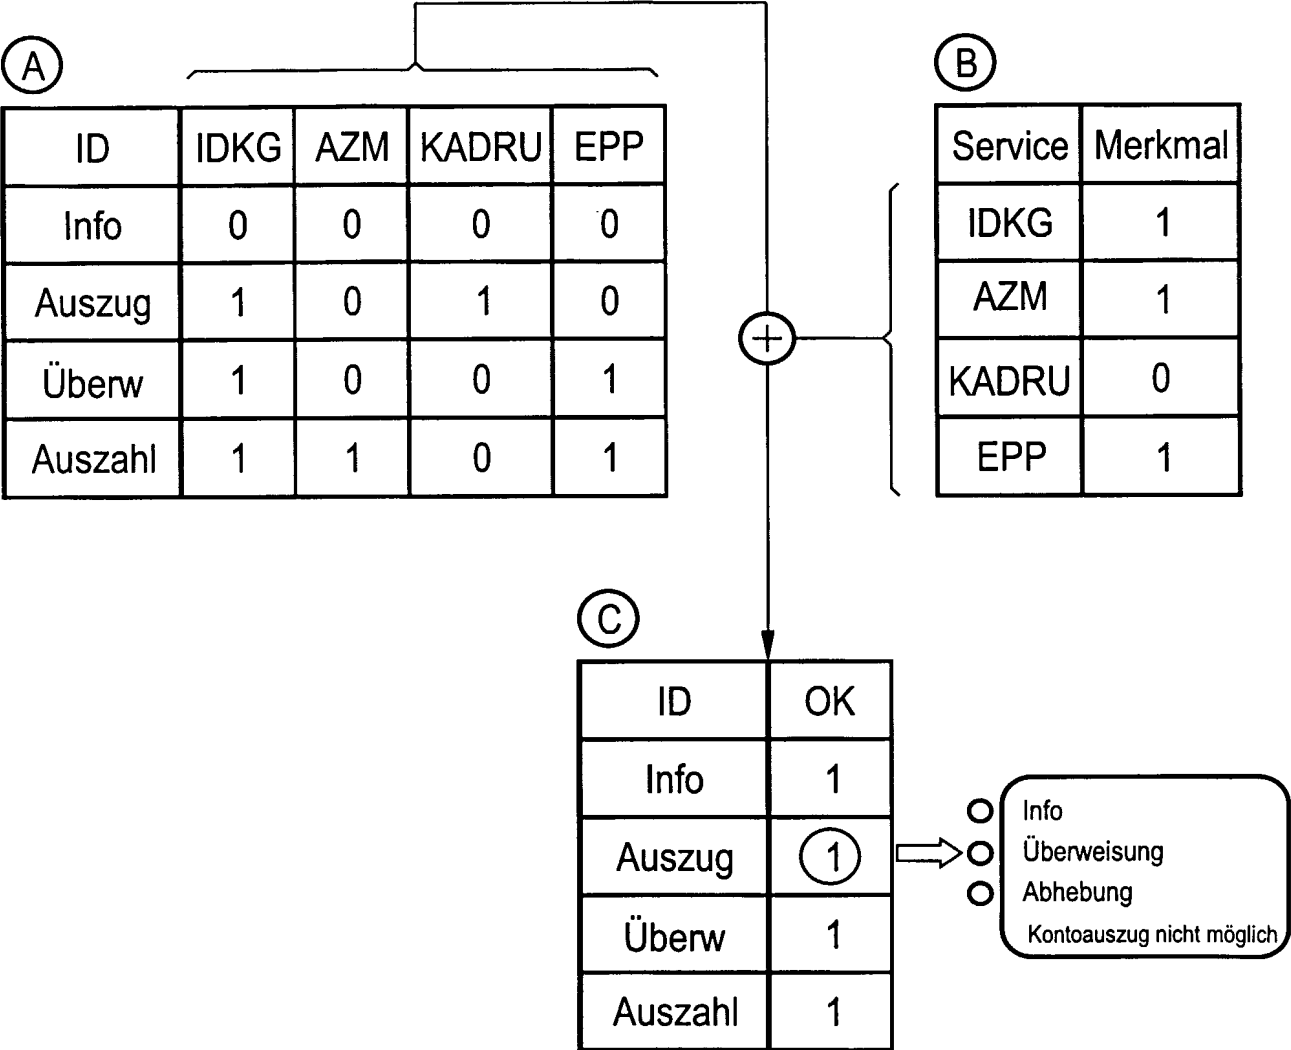 A
ID IDKG AZM KADRU EPP
Info 0 0 0 0
Auszug 1 0 1 0
Überw 1 0 0 1
Auszahl 1 1 0 1
B
Service Merkmal
IDKG 1
AZM 1
KADRU 0
EPP 1
+
C
ID OK
Info 1
Auszug 1
Überw 1
Auszahl 1
Info
Überweisung
Abhebung
Kontoauszug nicht möglich